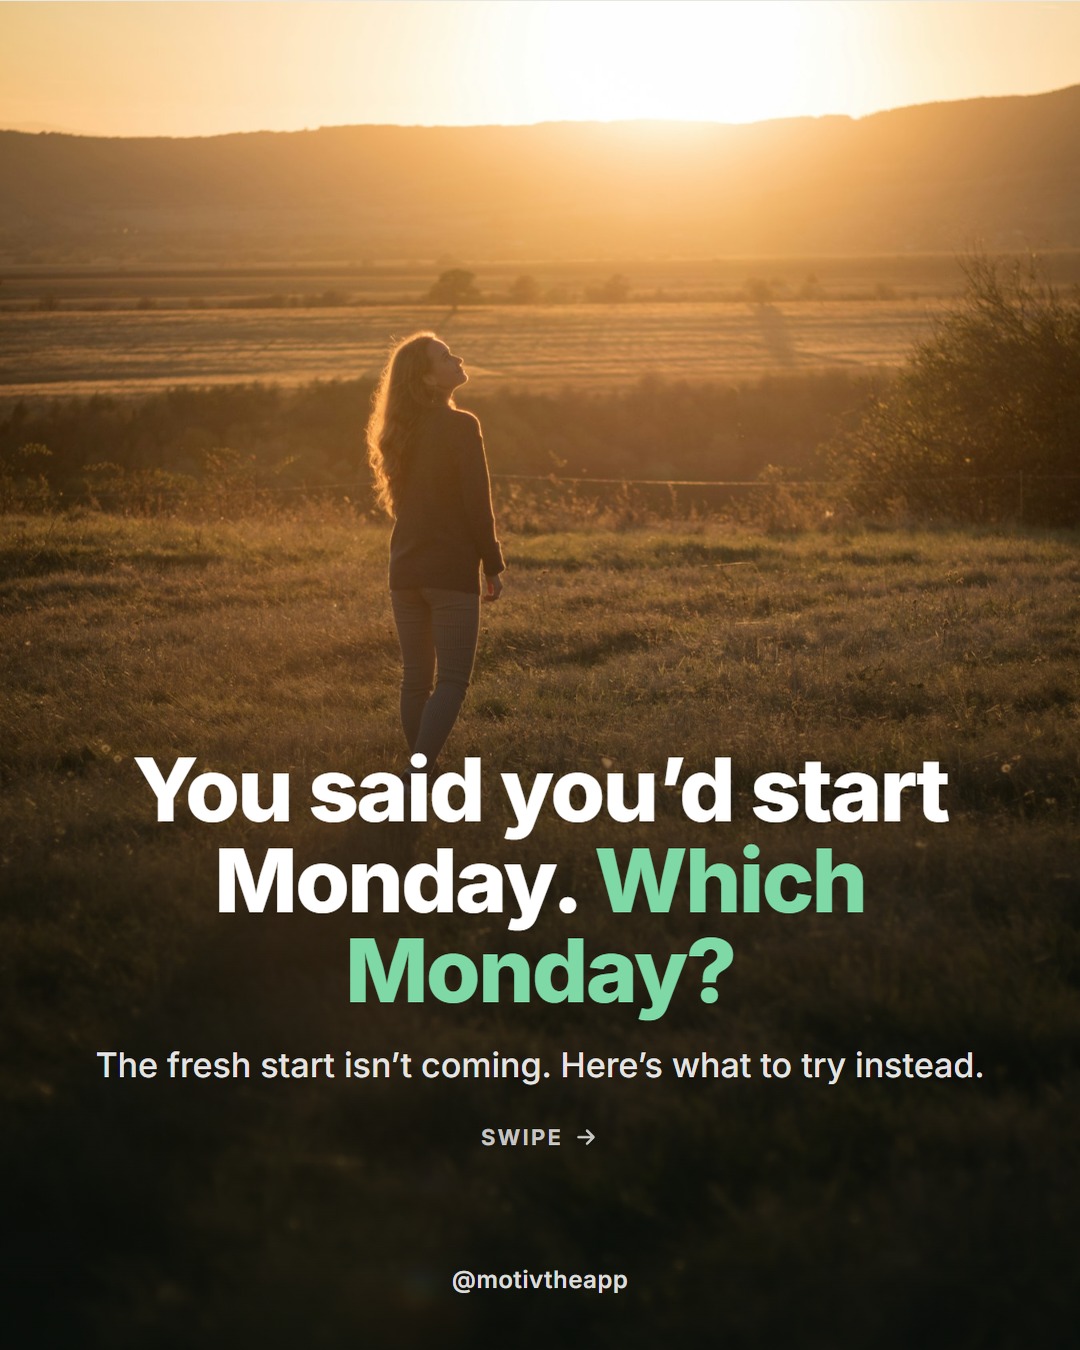 You said you’d start
Monday. Which
Monday?
The fresh start isn’t coming. Here’s what to try instead.
SWIPE →
@motivtheapp